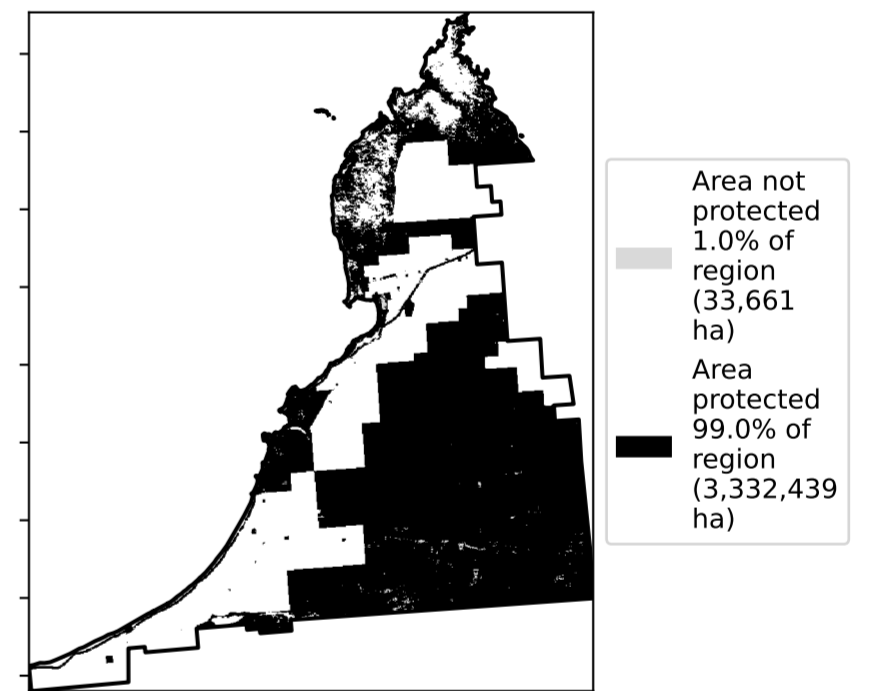 Area not
protected
1.0% of
region
(33,661
ha)
Area
protected
99.0% of
region
(3,332,439
ha)